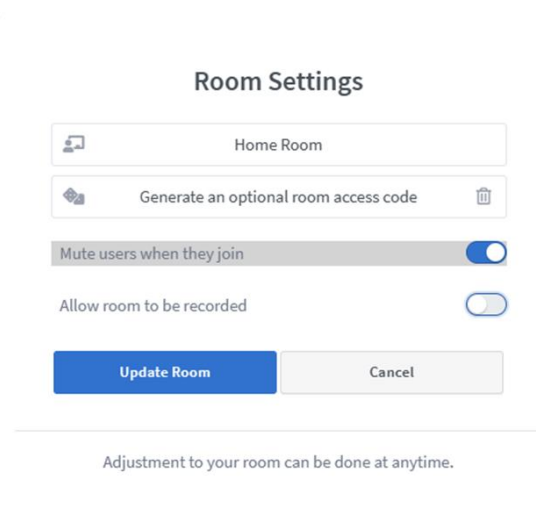 Room Settings
Home Room
Generate an optional room access code
Mute users when they join
Allow room to be recorded
Update Room
Cancel
Adjustment to your room can be done at anytime.